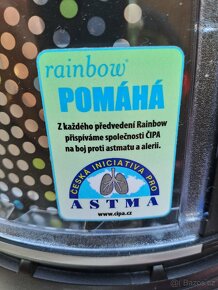 rainbow®
POMÁHÁ
Z každého předvedení Rainbow
přispíváme společnosti ČIPA
na boj proti astmatu a alerii.
ČESKÁ INICIATIVA PRO
ASTMA
www.cipa.cz